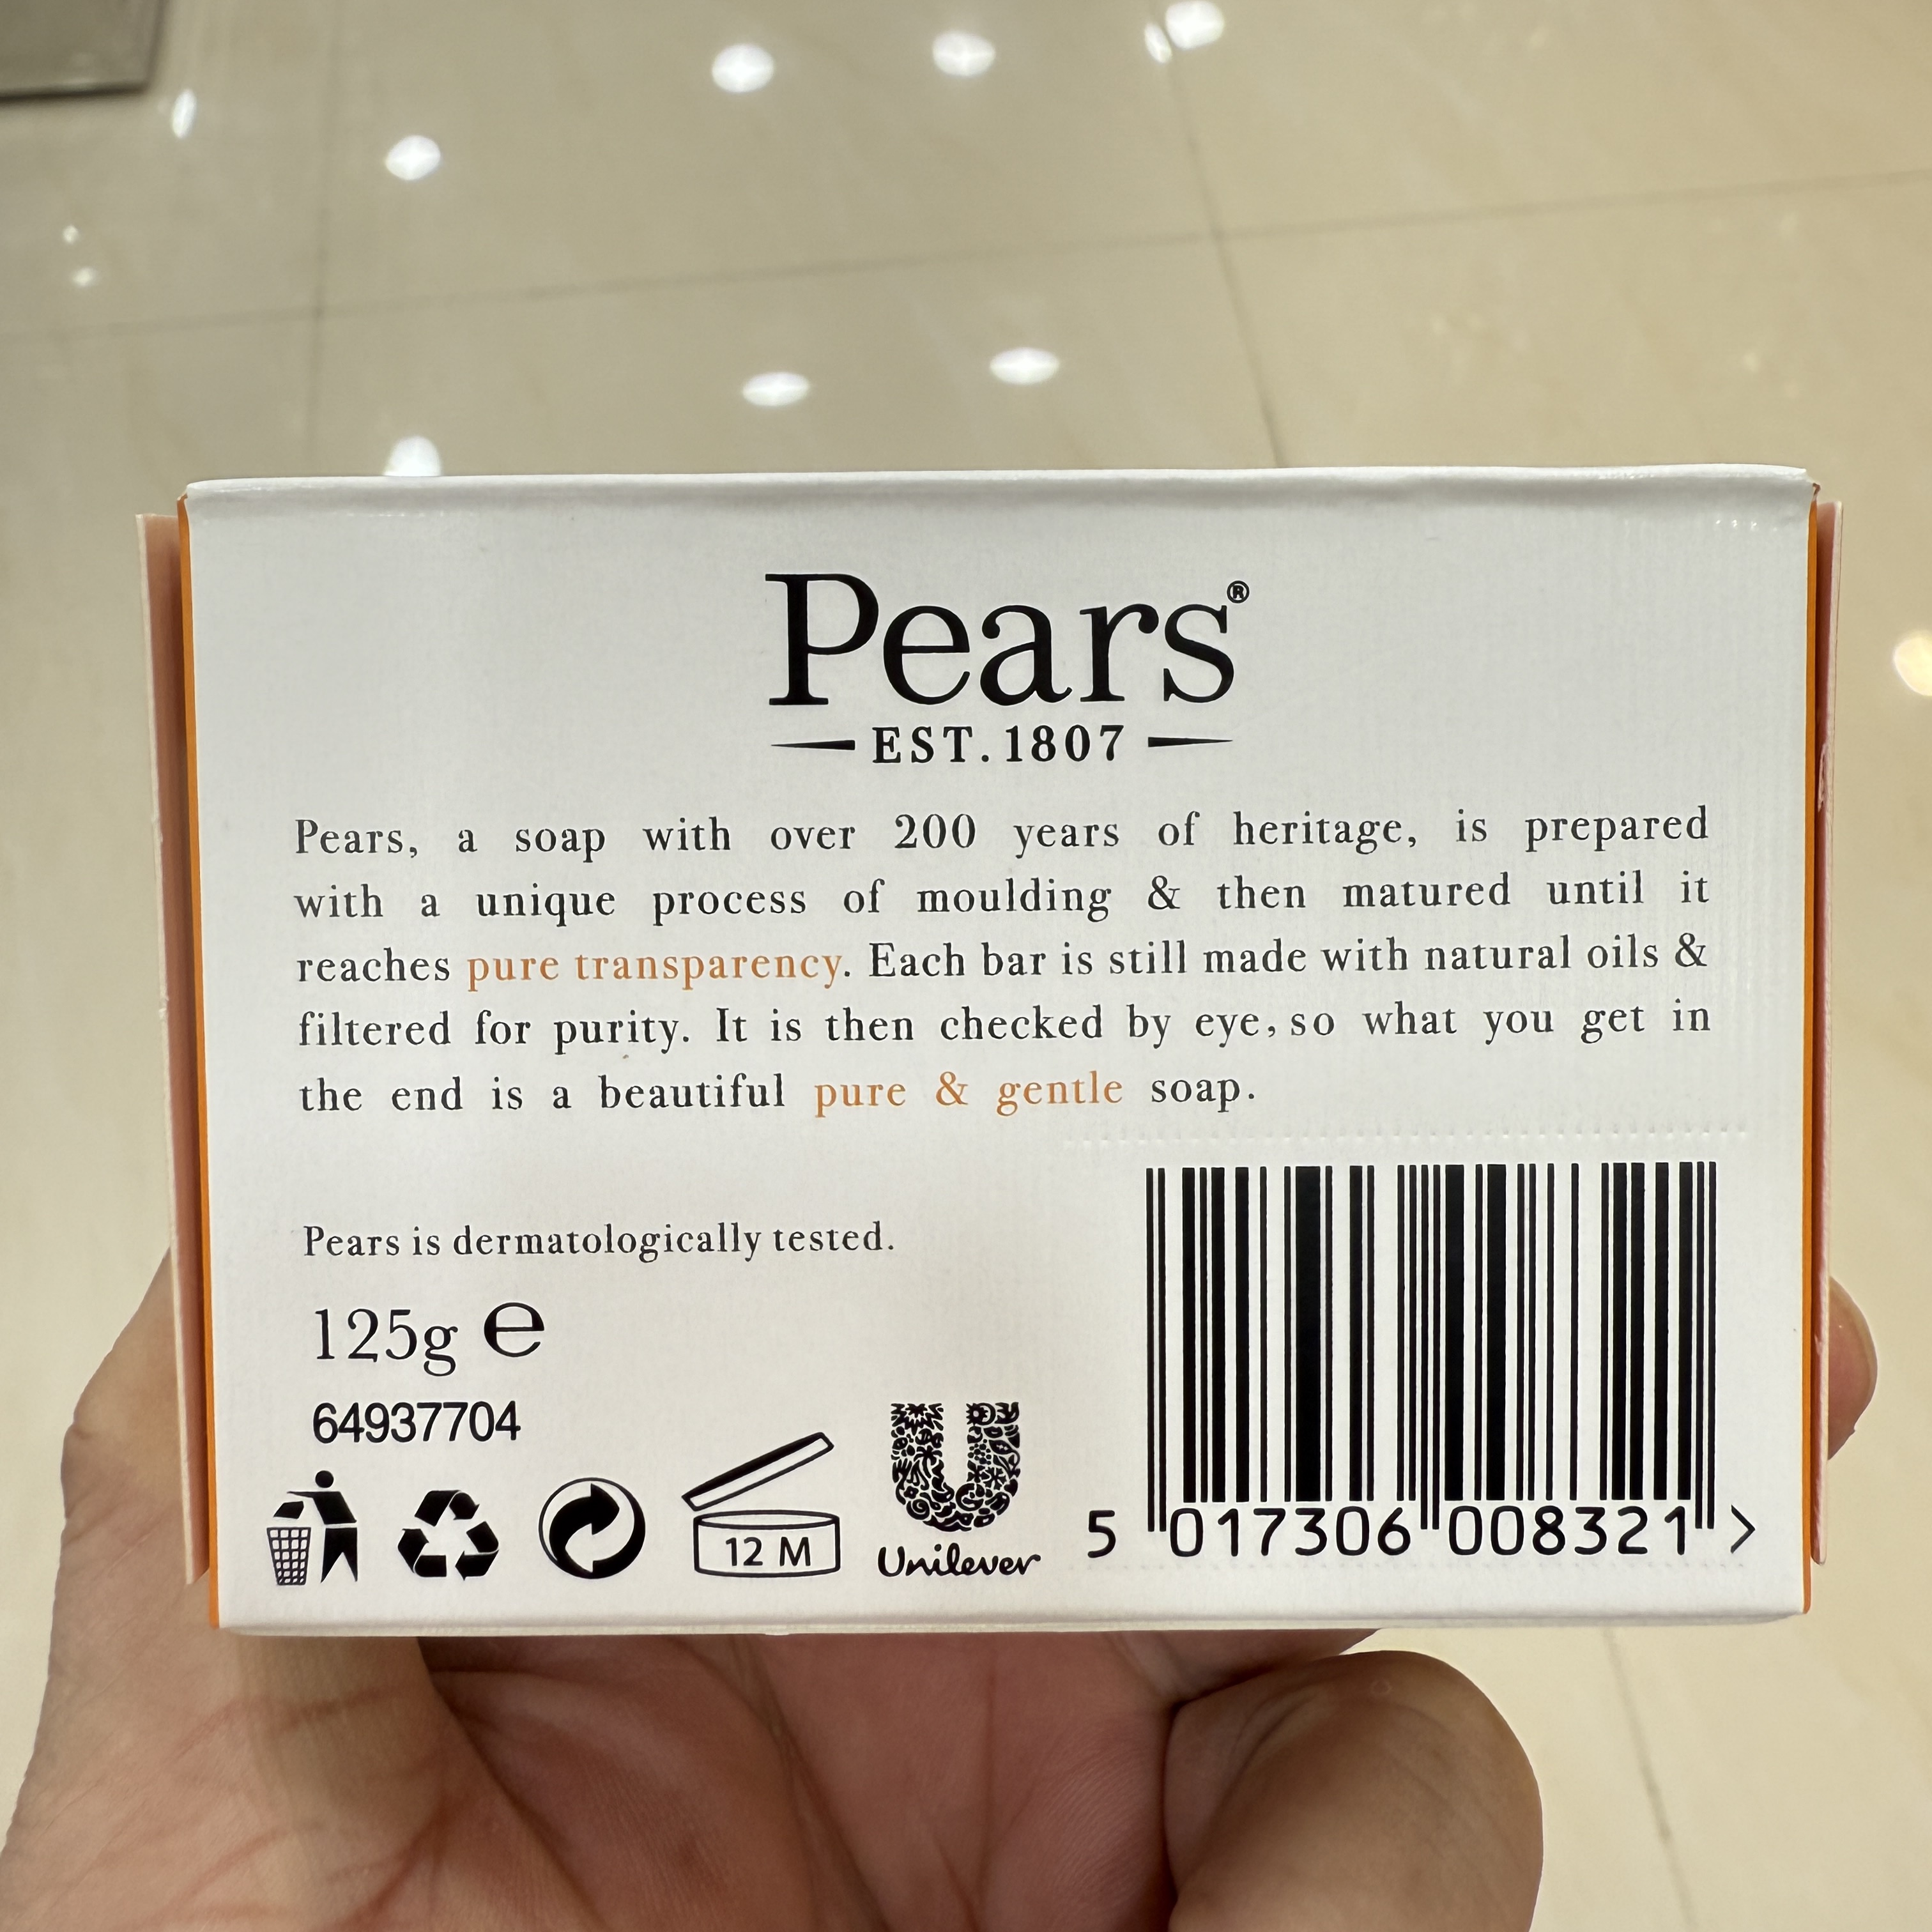 Pears®
EST. 1807
Pears, a soap with over 200 years of heritage, is prepared
with a unique process of moulding & then matured until it
reaches pure transparency. Each bar is still made with natural oils &
filtered for purity. It is then checked by eye, so what you get in
the end is a beautiful pure & gentle soap.
Pears is dermatologically tested.
125g ℮
64937704
12 M
Unilever
5 017306 008321 >